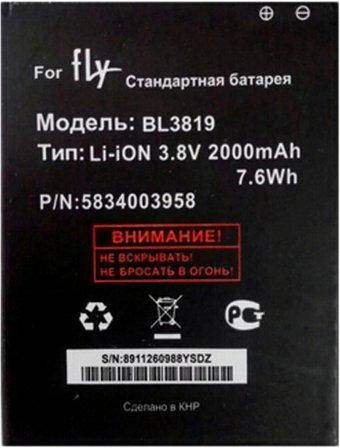 For fly Стандартная батарея
Модель: BL3819
Тип: Li-iON 3.8V 2000mAh
7.6Wh
P/N:5834003958
ВНИМАНИЕ!
НЕ ВСКРЫВАТЬ!
НЕ БРОСАТЬ В ОГОНЬ!
РС
S/N:8911260988YSDZ
Сделано в КНР